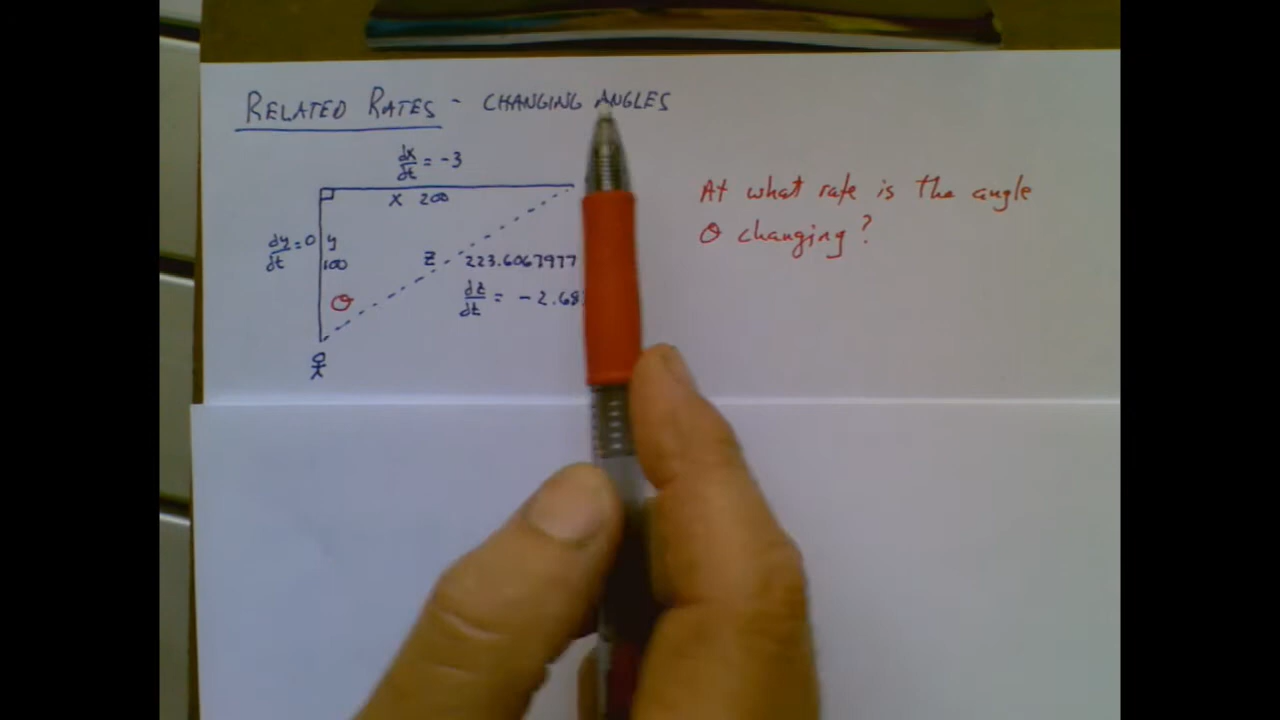 RELATED RATES - CHANGING ANGLES
dx/dt = -3
x 200
dy/dt = 0 y
100
z 223.6067977
dz/dt = -2.68
θ
At what rate is the angle
θ changing?